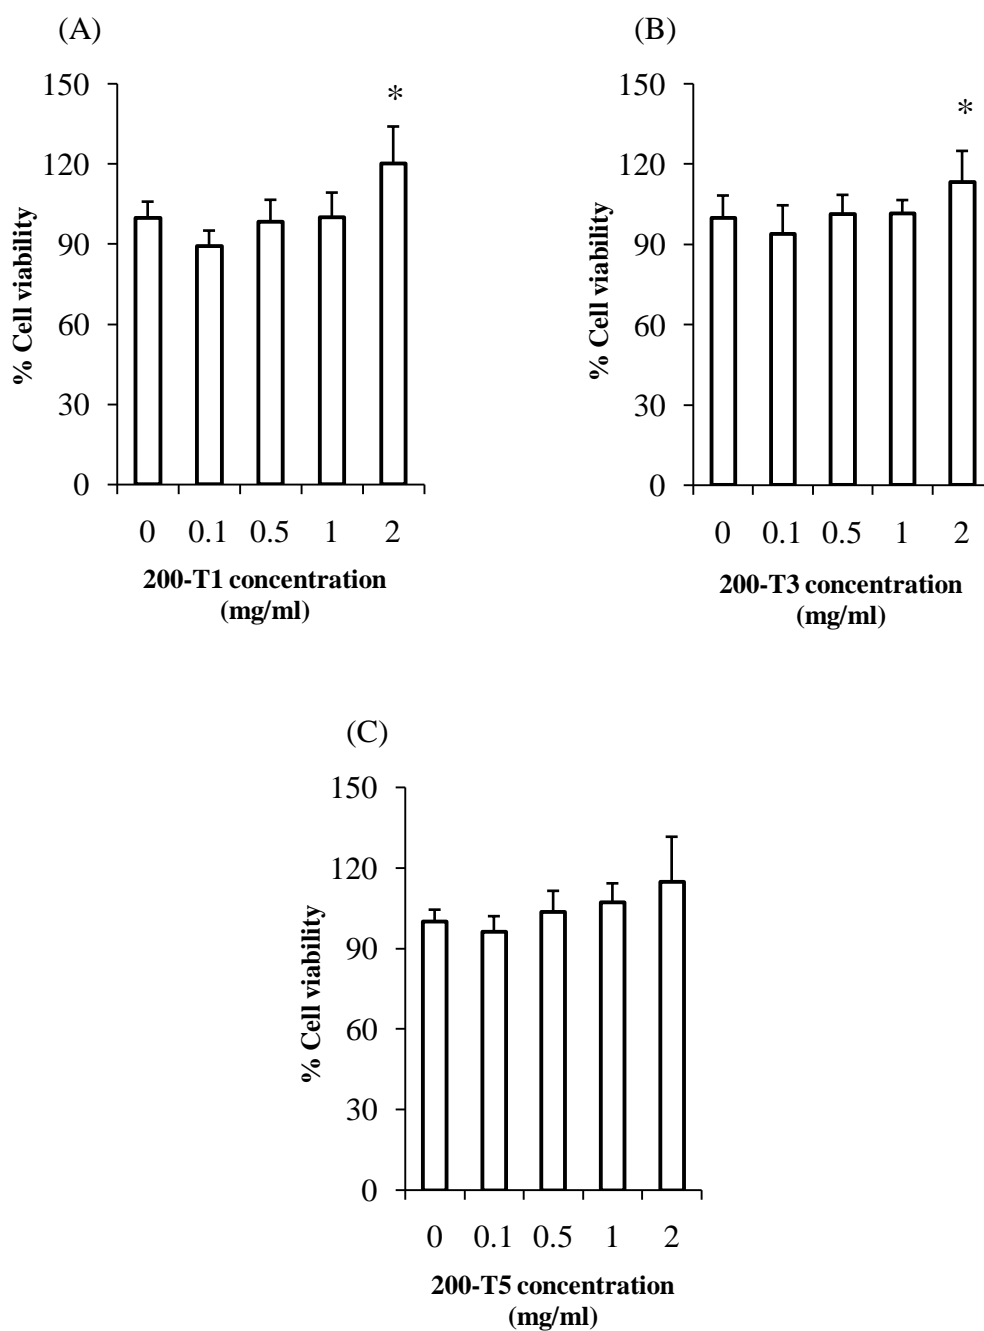 (A)
150
120
90
60
30
0
% Cell viability
*
0 0.1 0.5 1 2
200-T1 concentration
(mg/ml)
(B)
150
120
90
60
30
0
% Cell viability
*
0 0.1 0.5 1 2
200-T3 concentration
(mg/ml)
(C)
150
120
90
60
30
0
% Cell viability
0 0.1 0.5 1 2
200-T5 concentration
(mg/ml)